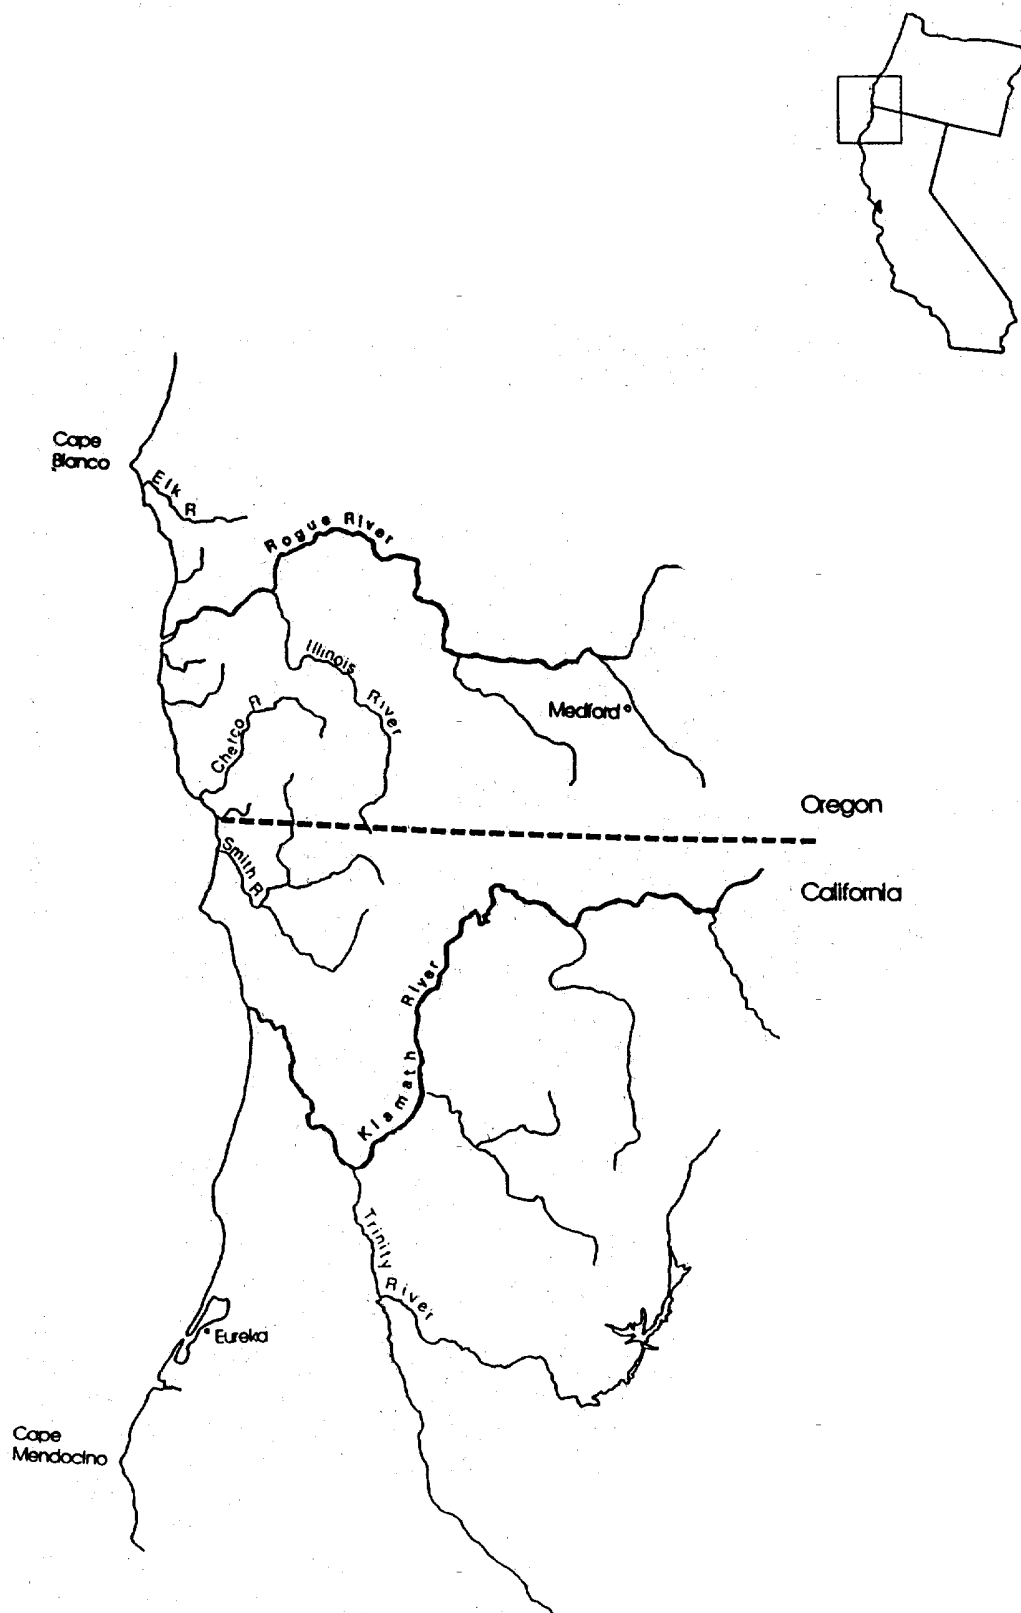 Cape
Blanco
Elk R
Rogue River
Illinois River
Chetco R
Medford
Oregon
Smith R
California
Klamath River
Trinity River
Eureka
Cape
Mendocino